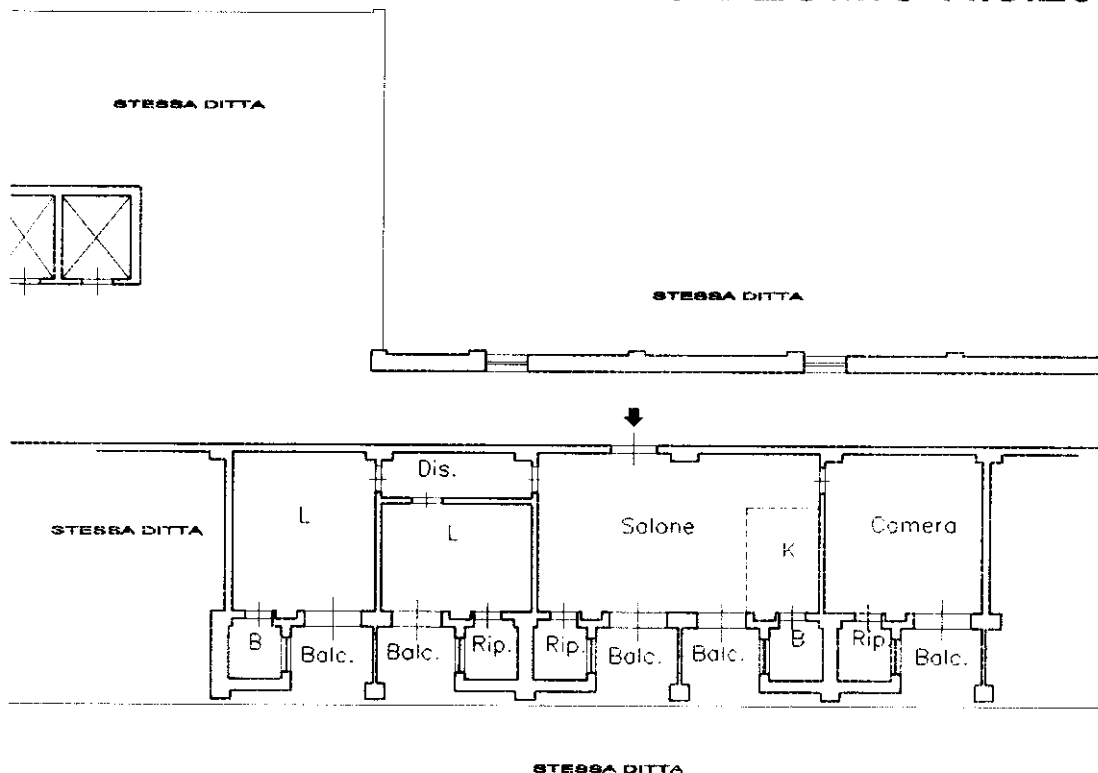 STESSA DITTA
STESSA DITTA
Dis.
L
L
Salone
K
Camera
STESSA DITTA
B
Balc.
Balc.
Rip.
Rip.
Balc.
Balc.
B
Rip.
Balc.
STESSA DITTA